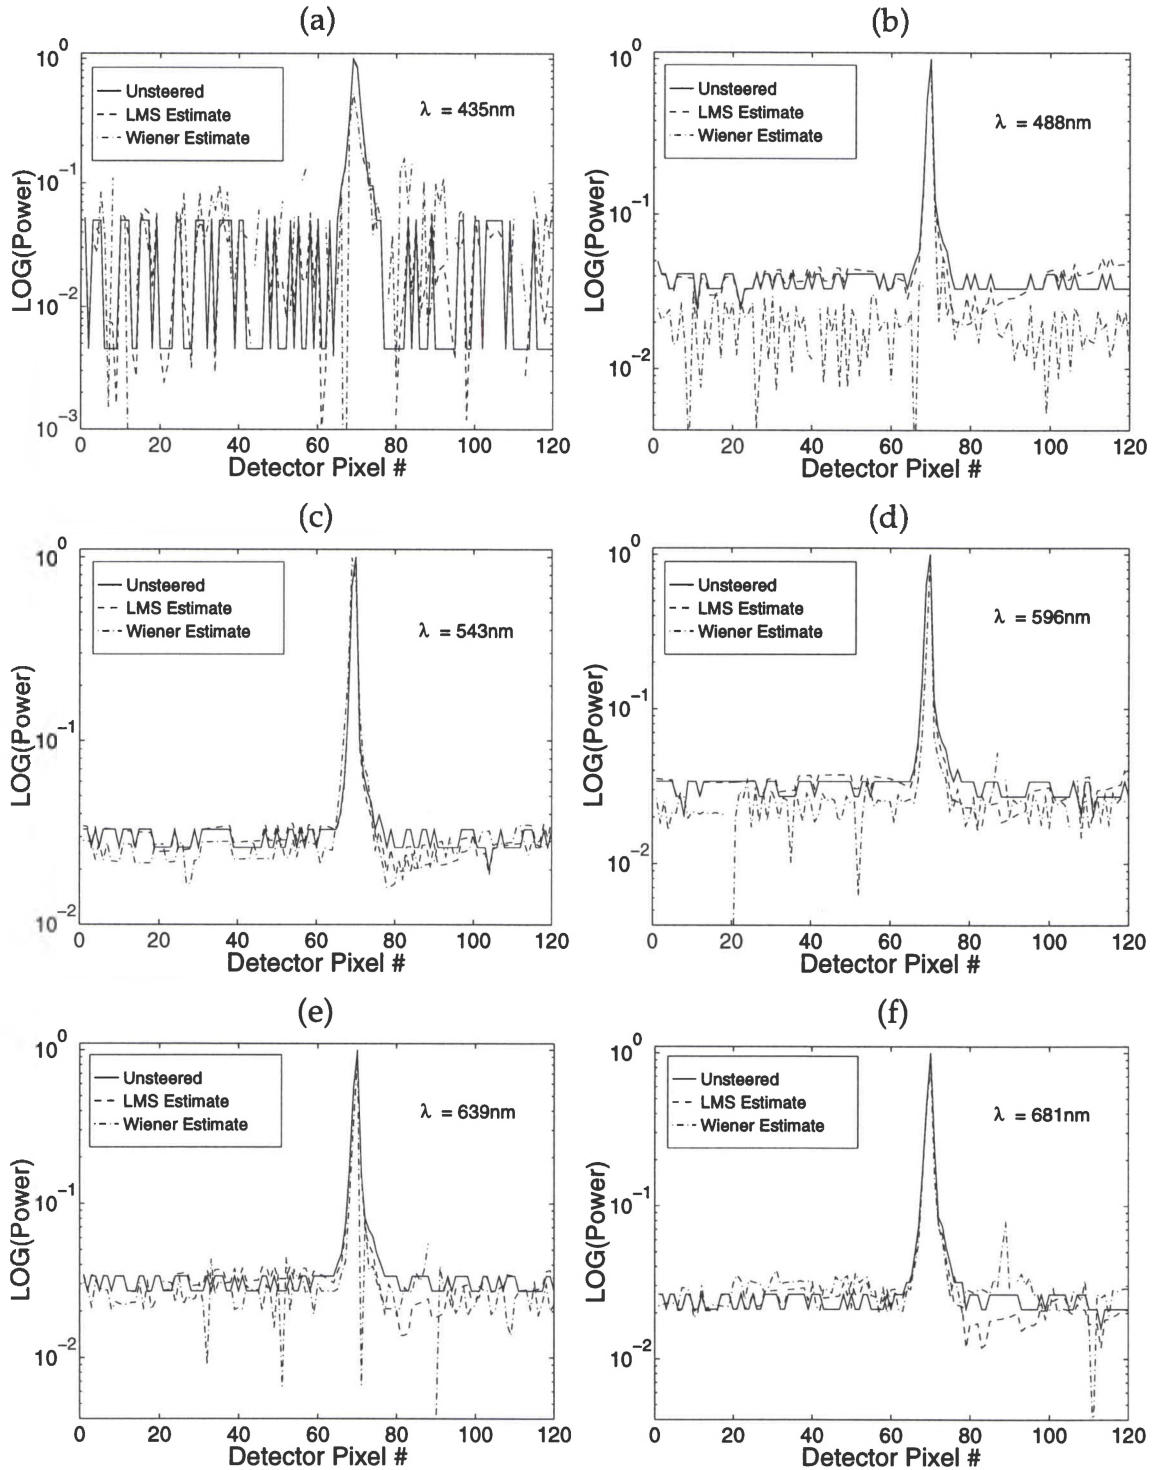 (a)
10^0
10^-1
10^-2
10^-3
LOG(Power)
Unsteered
LMS Estimate
Wiener Estimate
λ = 435nm
0 20 40 60 80 100 120
Detector Pixel #
(b)
10^0
10^-1
10^-2
LOG(Power)
Unsteered
LMS Estimate
Wiener Estimate
λ = 488nm
0 20 40 60 80 100 120
Detector Pixel #
(c)
10^0
10^-1
10^-2
LOG(Power)
Unsteered
LMS Estimate
Wiener Estimate
λ = 543nm
0 20 40 60 80 100 120
Detector Pixel #
(d)
10^0
10^-1
10^-2
LOG(Power)
Unsteered
LMS Estimate
Wiener Estimate
λ = 596nm
0 20 40 60 80 100 120
Detector Pixel #
(e)
10^0
10^-1
10^-2
LOG(Power)
Unsteered
LMS Estimate
Wiener Estimate
λ = 639nm
0 20 40 60 80 100 120
Detector Pixel #
(f)
10^0
10^-1
10^-2
LOG(Power)
Unsteered
LMS Estimate
Wiener Estimate
λ = 681nm
0 20 40 60 80 100 120
Detector Pixel #